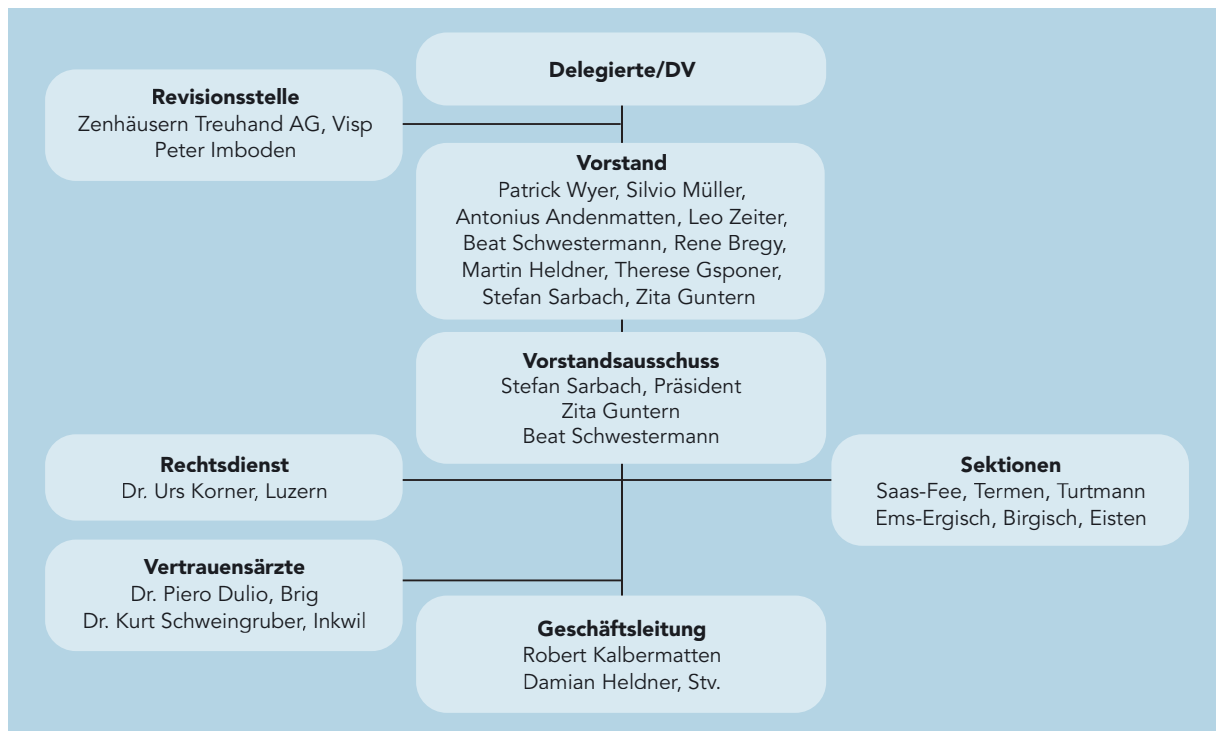 Delegierte/DV
Revisionsstelle
Zenhäusern Treuhand AG, Visp
Peter Imboden
Vorstand
Patrick Wyer, Silvio Müller,
Antonius Andenmatten, Leo Zeiter,
Beat Schwestermann, Rene Bregy,
Martin Heldner, Therese Gsponer,
Stefan Sarbach, Zita Guntern
Vorstandsausschuss
Stefan Sarbach, Präsident
Zita Guntern
Beat Schwestermann
Rechtsdienst
Dr. Urs Korner, Luzern
Sektionen
Saas-Fee, Termen, Turtmann
Ems-Ergisch, Birgisch, Eisten
Vertrauensärzte
Dr. Piero Dulio, Brig
Dr. Kurt Schweingruber, Inkwil
Geschäftsleitung
Robert Kalbermatten
Damian Heldner, Stv.